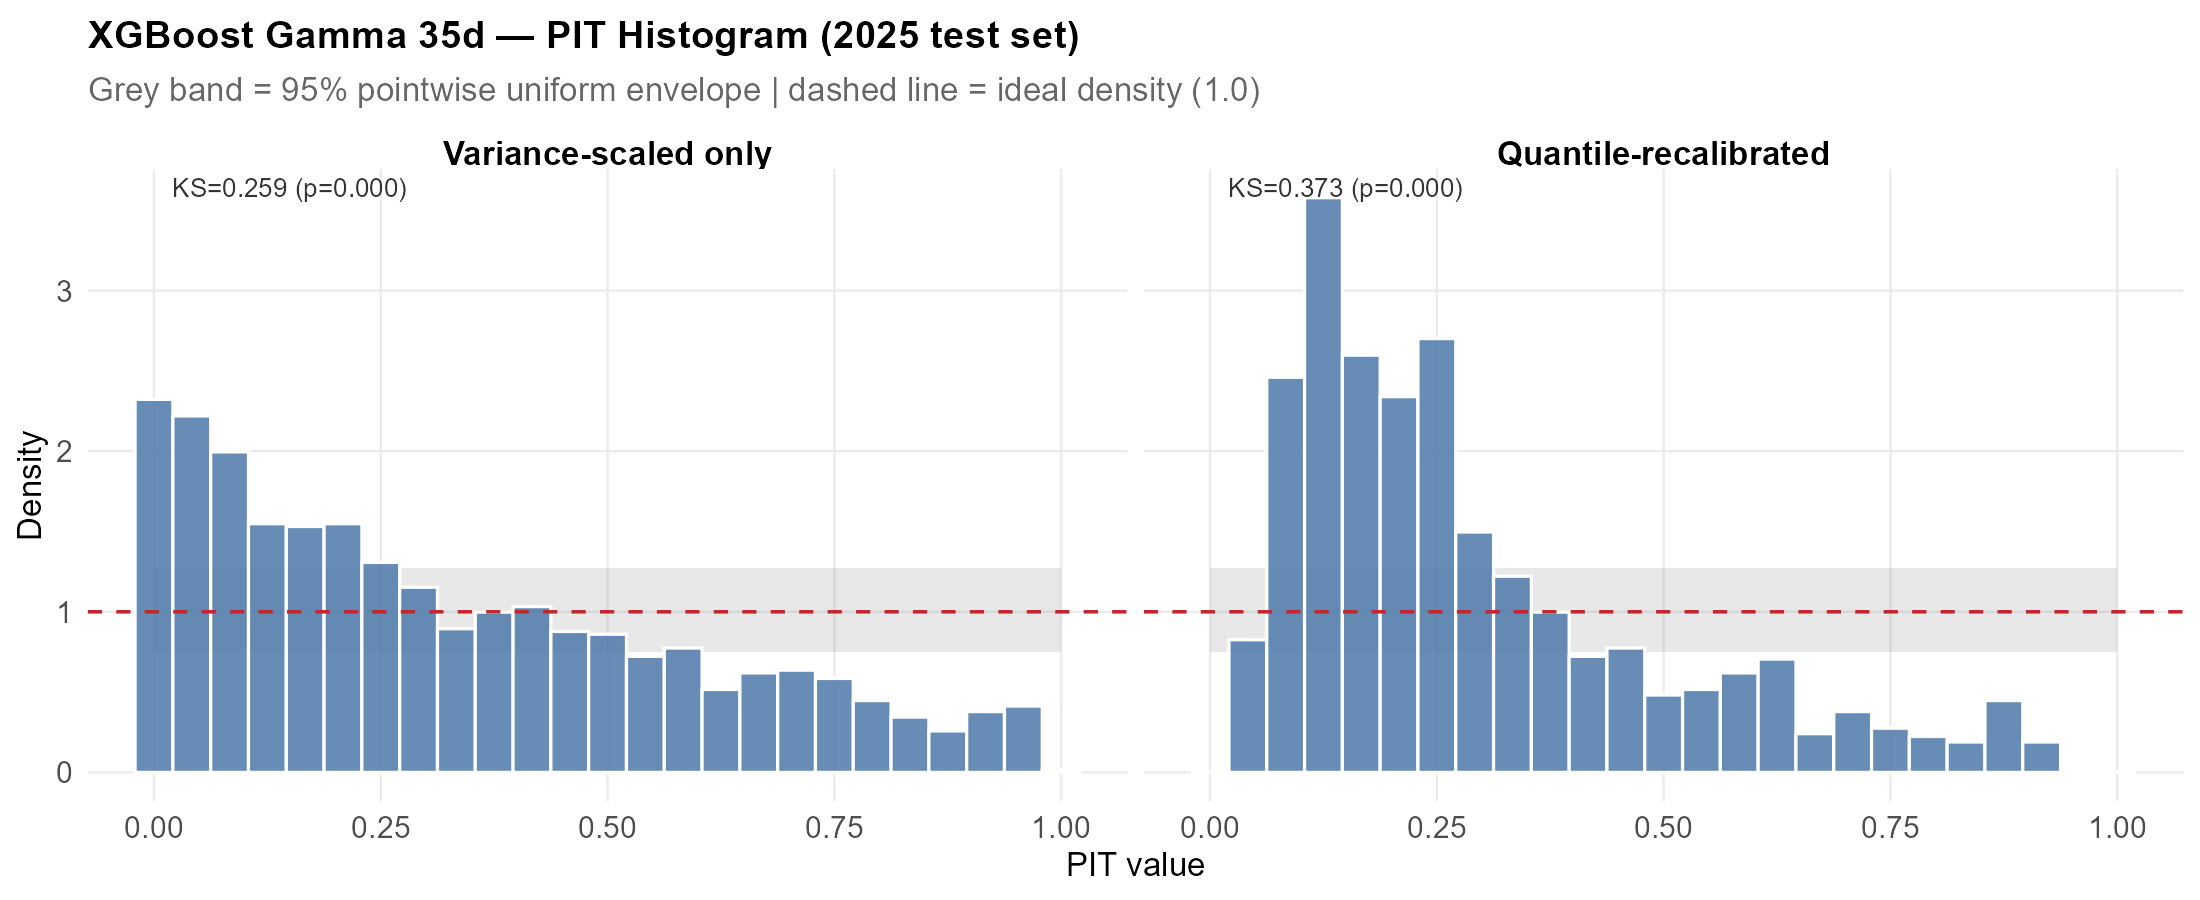 XGBoost Gamma 35d — PIT Histogram (2025 test set)
Grey band = 95% pointwise uniform envelope | dashed line = ideal density (1.0)
Variance-scaled only
Quantile-recalibrated
KS=0.259 (p=0.000)
KS=0.373 (p=0.000)
Density
3
2
1
0
0.00 0.25 0.50 0.75 1.00
0.00 0.25 0.50 0.75 1.00
PIT value